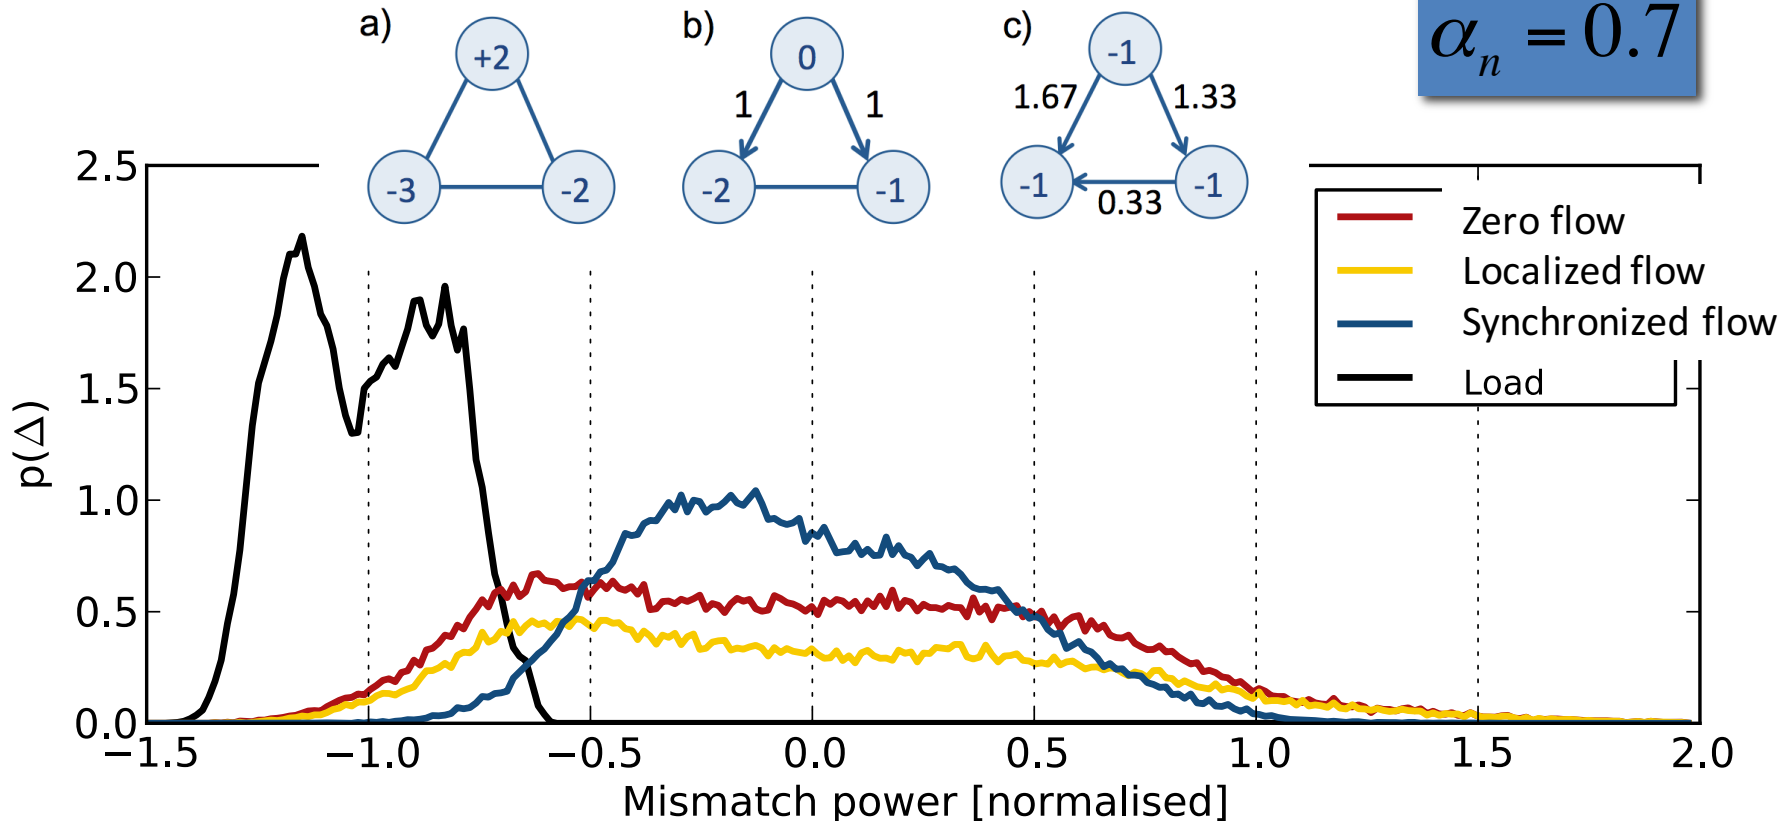 a)
b)
c)
αn = 0.7
+2
-3
-2
0
1
1
-2
-1
-1
1.67
1.33
-1
0.33
-1
2.5
2.0
1.5
1.0
0.5
0.0
p(Δ)
Zero flow
Localized flow
Synchronized flow
Load
−1.5
−1.0
−0.5
0.0
0.5
1.0
1.5
2.0
Mismatch power [normalised]